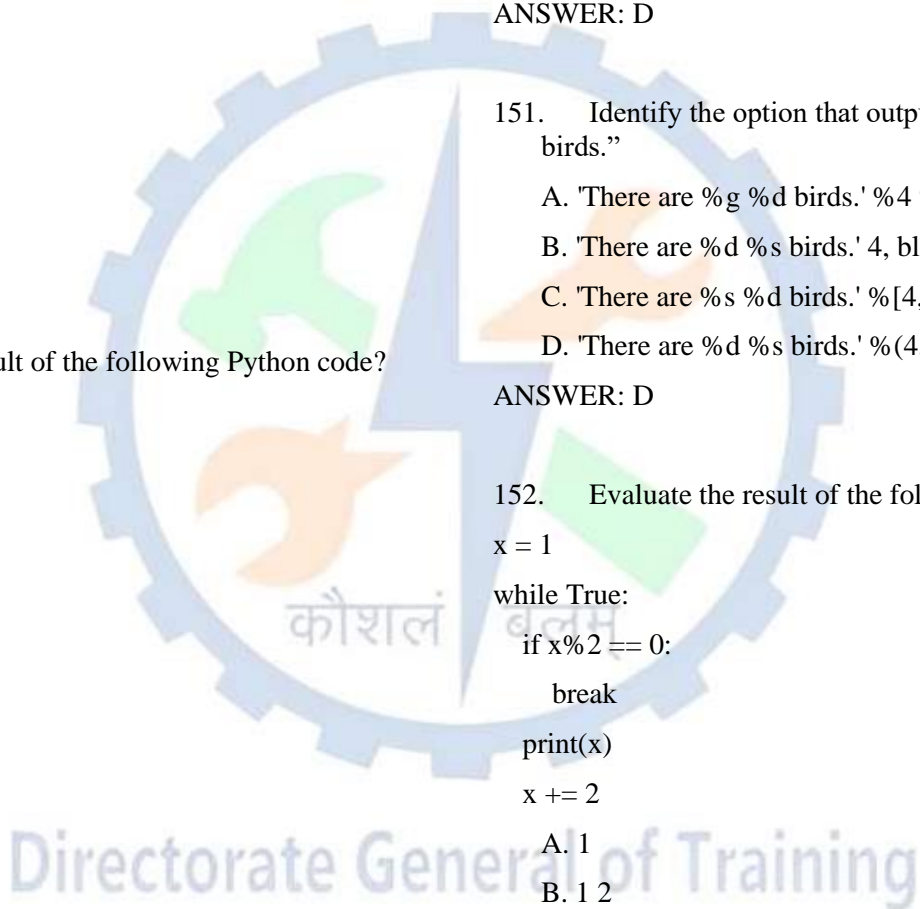 ult of the following Python code?
ANSWER: D
151. Identify the option that outp
birds.”
A. 'There are %g %d birds.' %4
B. 'There are %d %s birds.' 4, bl
C. 'There are %s %d birds.' %[4,
D. 'There are %d %s birds.' %(4
ANSWER: D
152. Evaluate the result of the fol
x = 1
while True:
if x%2 == 0:
break
print(x)
x += 2
A. 1
B. 1 2
कौशलं बलम्
Directorate General of Training